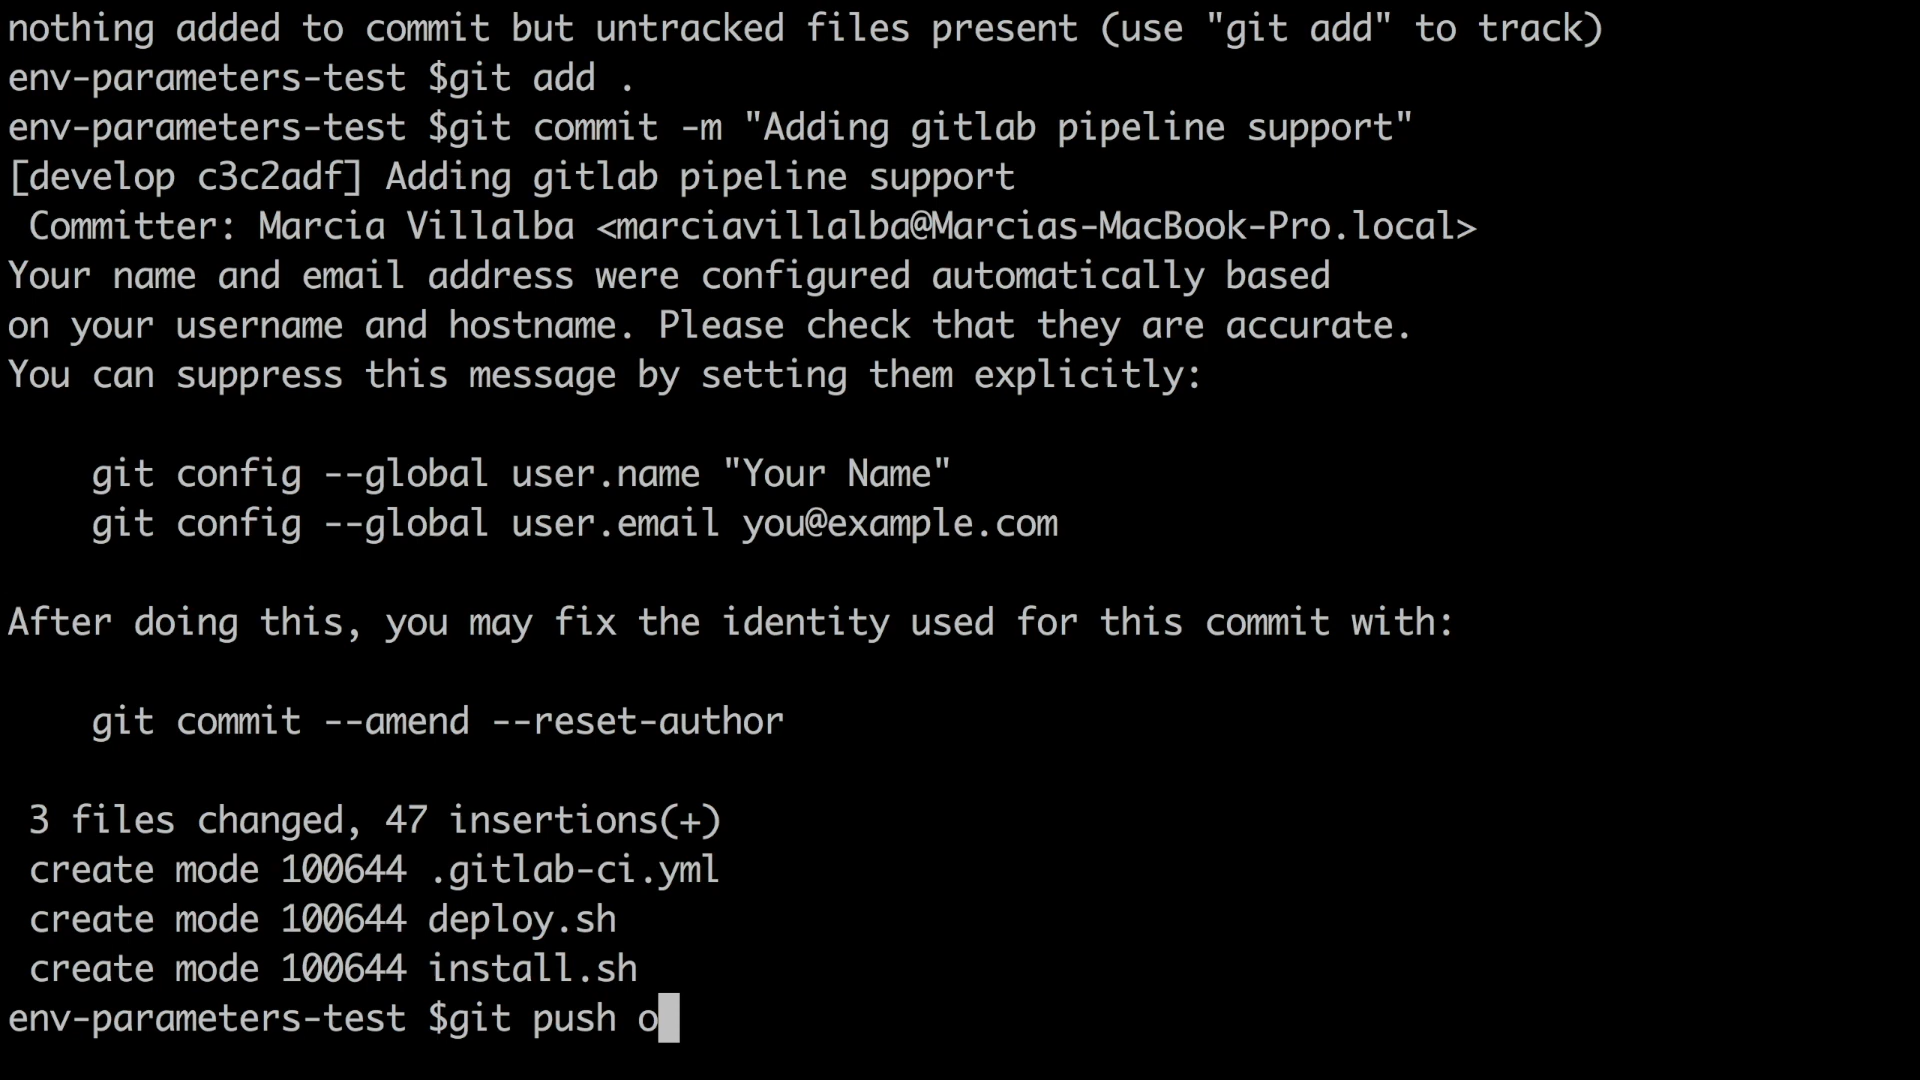 nothing added to commit but untracked files present (use "git add" to track)
env-parameters-test $git add .
env-parameters-test $git commit -m "Adding gitlab pipeline support"
[develop c3c2adf] Adding gitlab pipeline support
 Committer: Marcia Villalba <marciavillalba@Marcias-MacBook-Pro.local>
Your name and email address were configured automatically based
on your username and hostname. Please check that they are accurate.
You can suppress this message by setting them explicitly:
    git config --global user.name "Your Name"
    git config --global user.email you@example.com
After doing this, you may fix the identity used for this commit with:
    git commit --amend --reset-author
 3 files changed, 47 insertions(+)
 create mode 100644 .gitlab-ci.yml
 create mode 100644 deploy.sh
 create mode 100644 install.sh
env-parameters-test $git push o